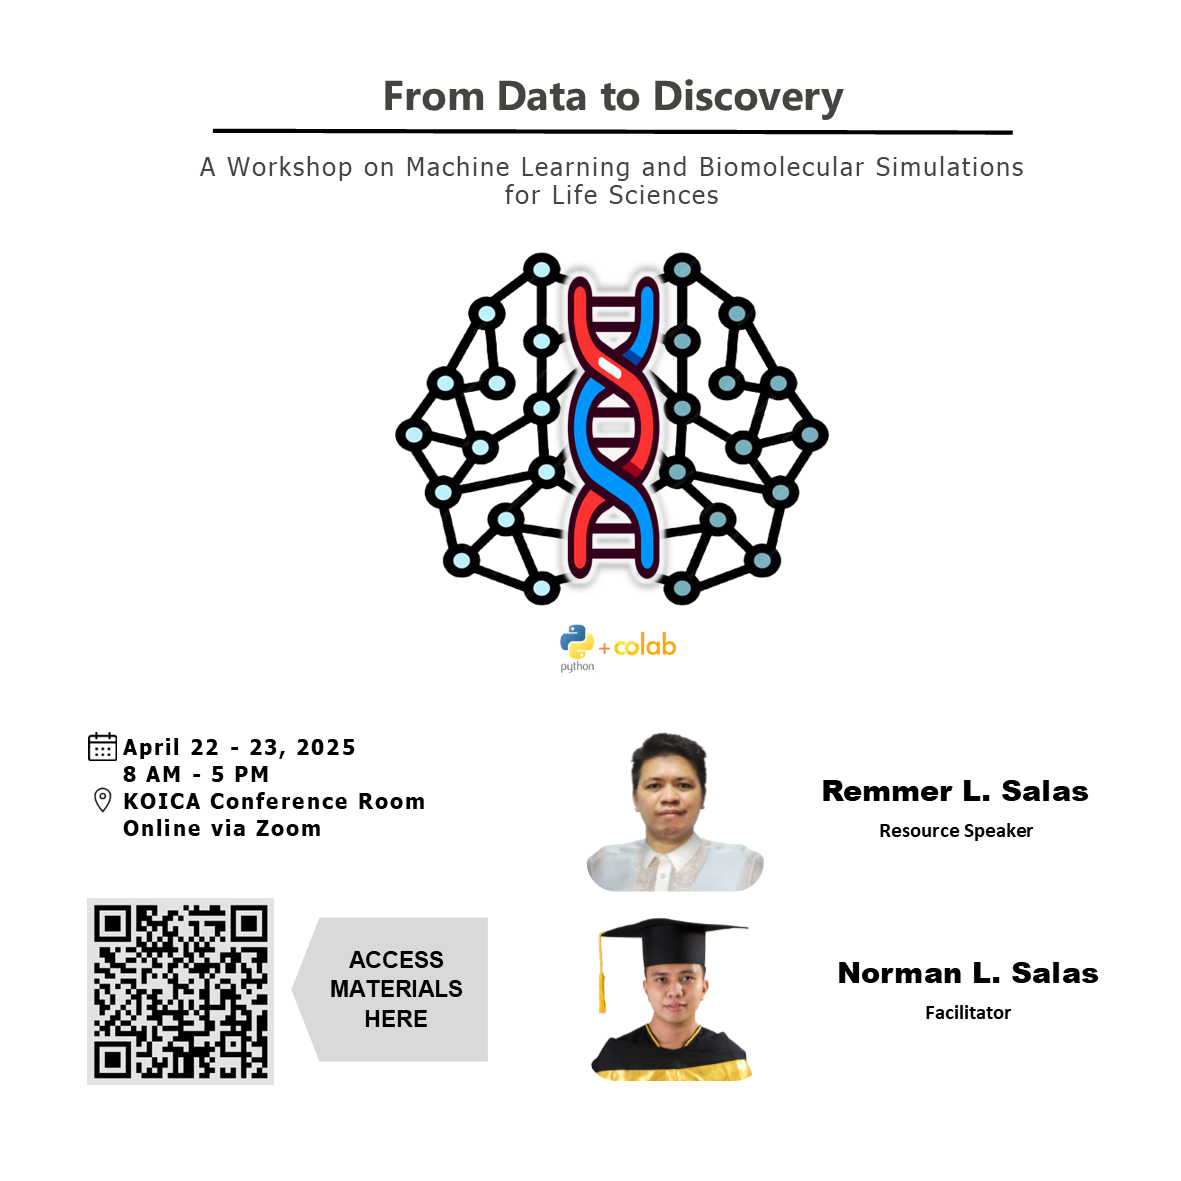 From Data to Discovery
A Workshop on Machine Learning and Biomolecular Simulations
for Life Sciences
python + colab
April 22 - 23, 2025
8 AM - 5 PM
KOICA Conference Room
Online via Zoom
Remmer L. Salas
Resource Speaker
ACCESS
MATERIALS
HERE
Norman L. Salas
Facilitator